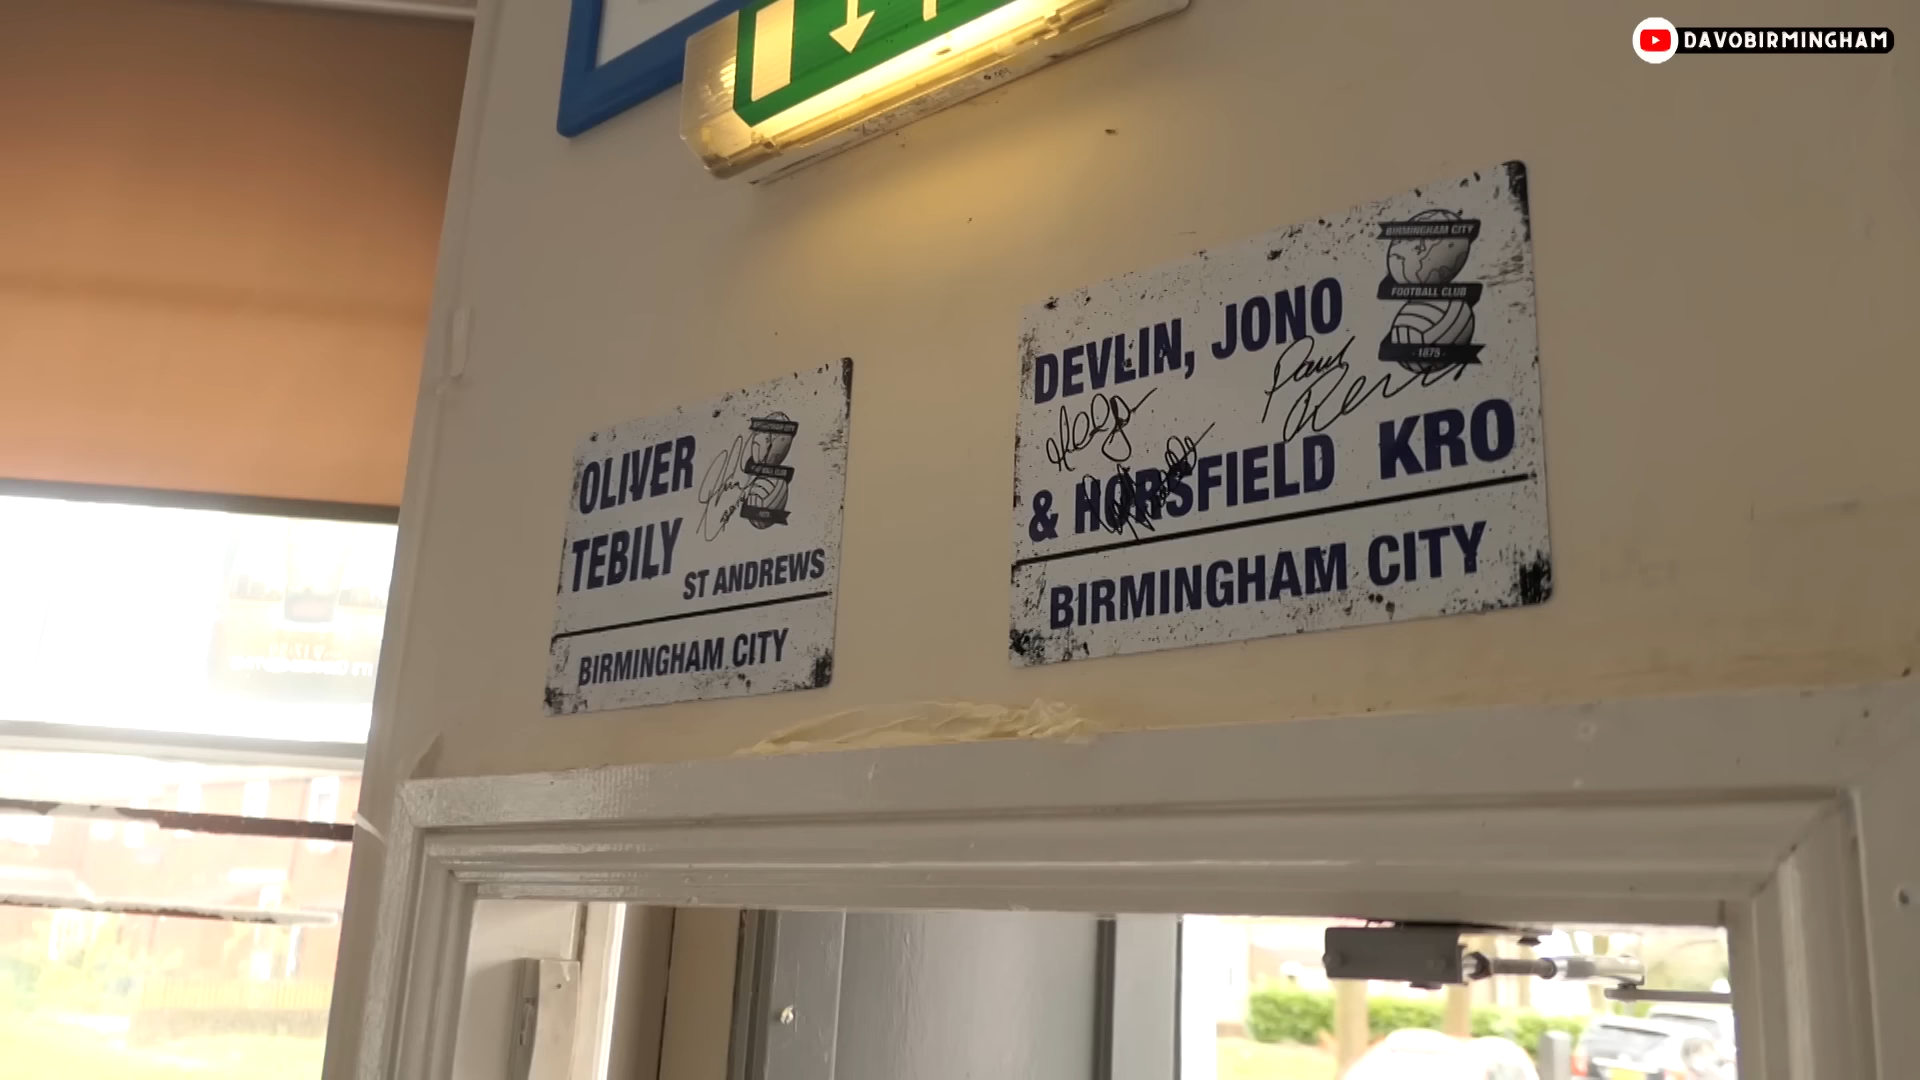 DAVOBIRMINGHAM
OLIVER
TEBILY
ST ANDREWS
BIRMINGHAM CITY
DEVLIN, JONO
& HORSFIELD KRO
BIRMINGHAM CITY
BIRMINGHAM CITY
FOOTBALL CLUB
1875